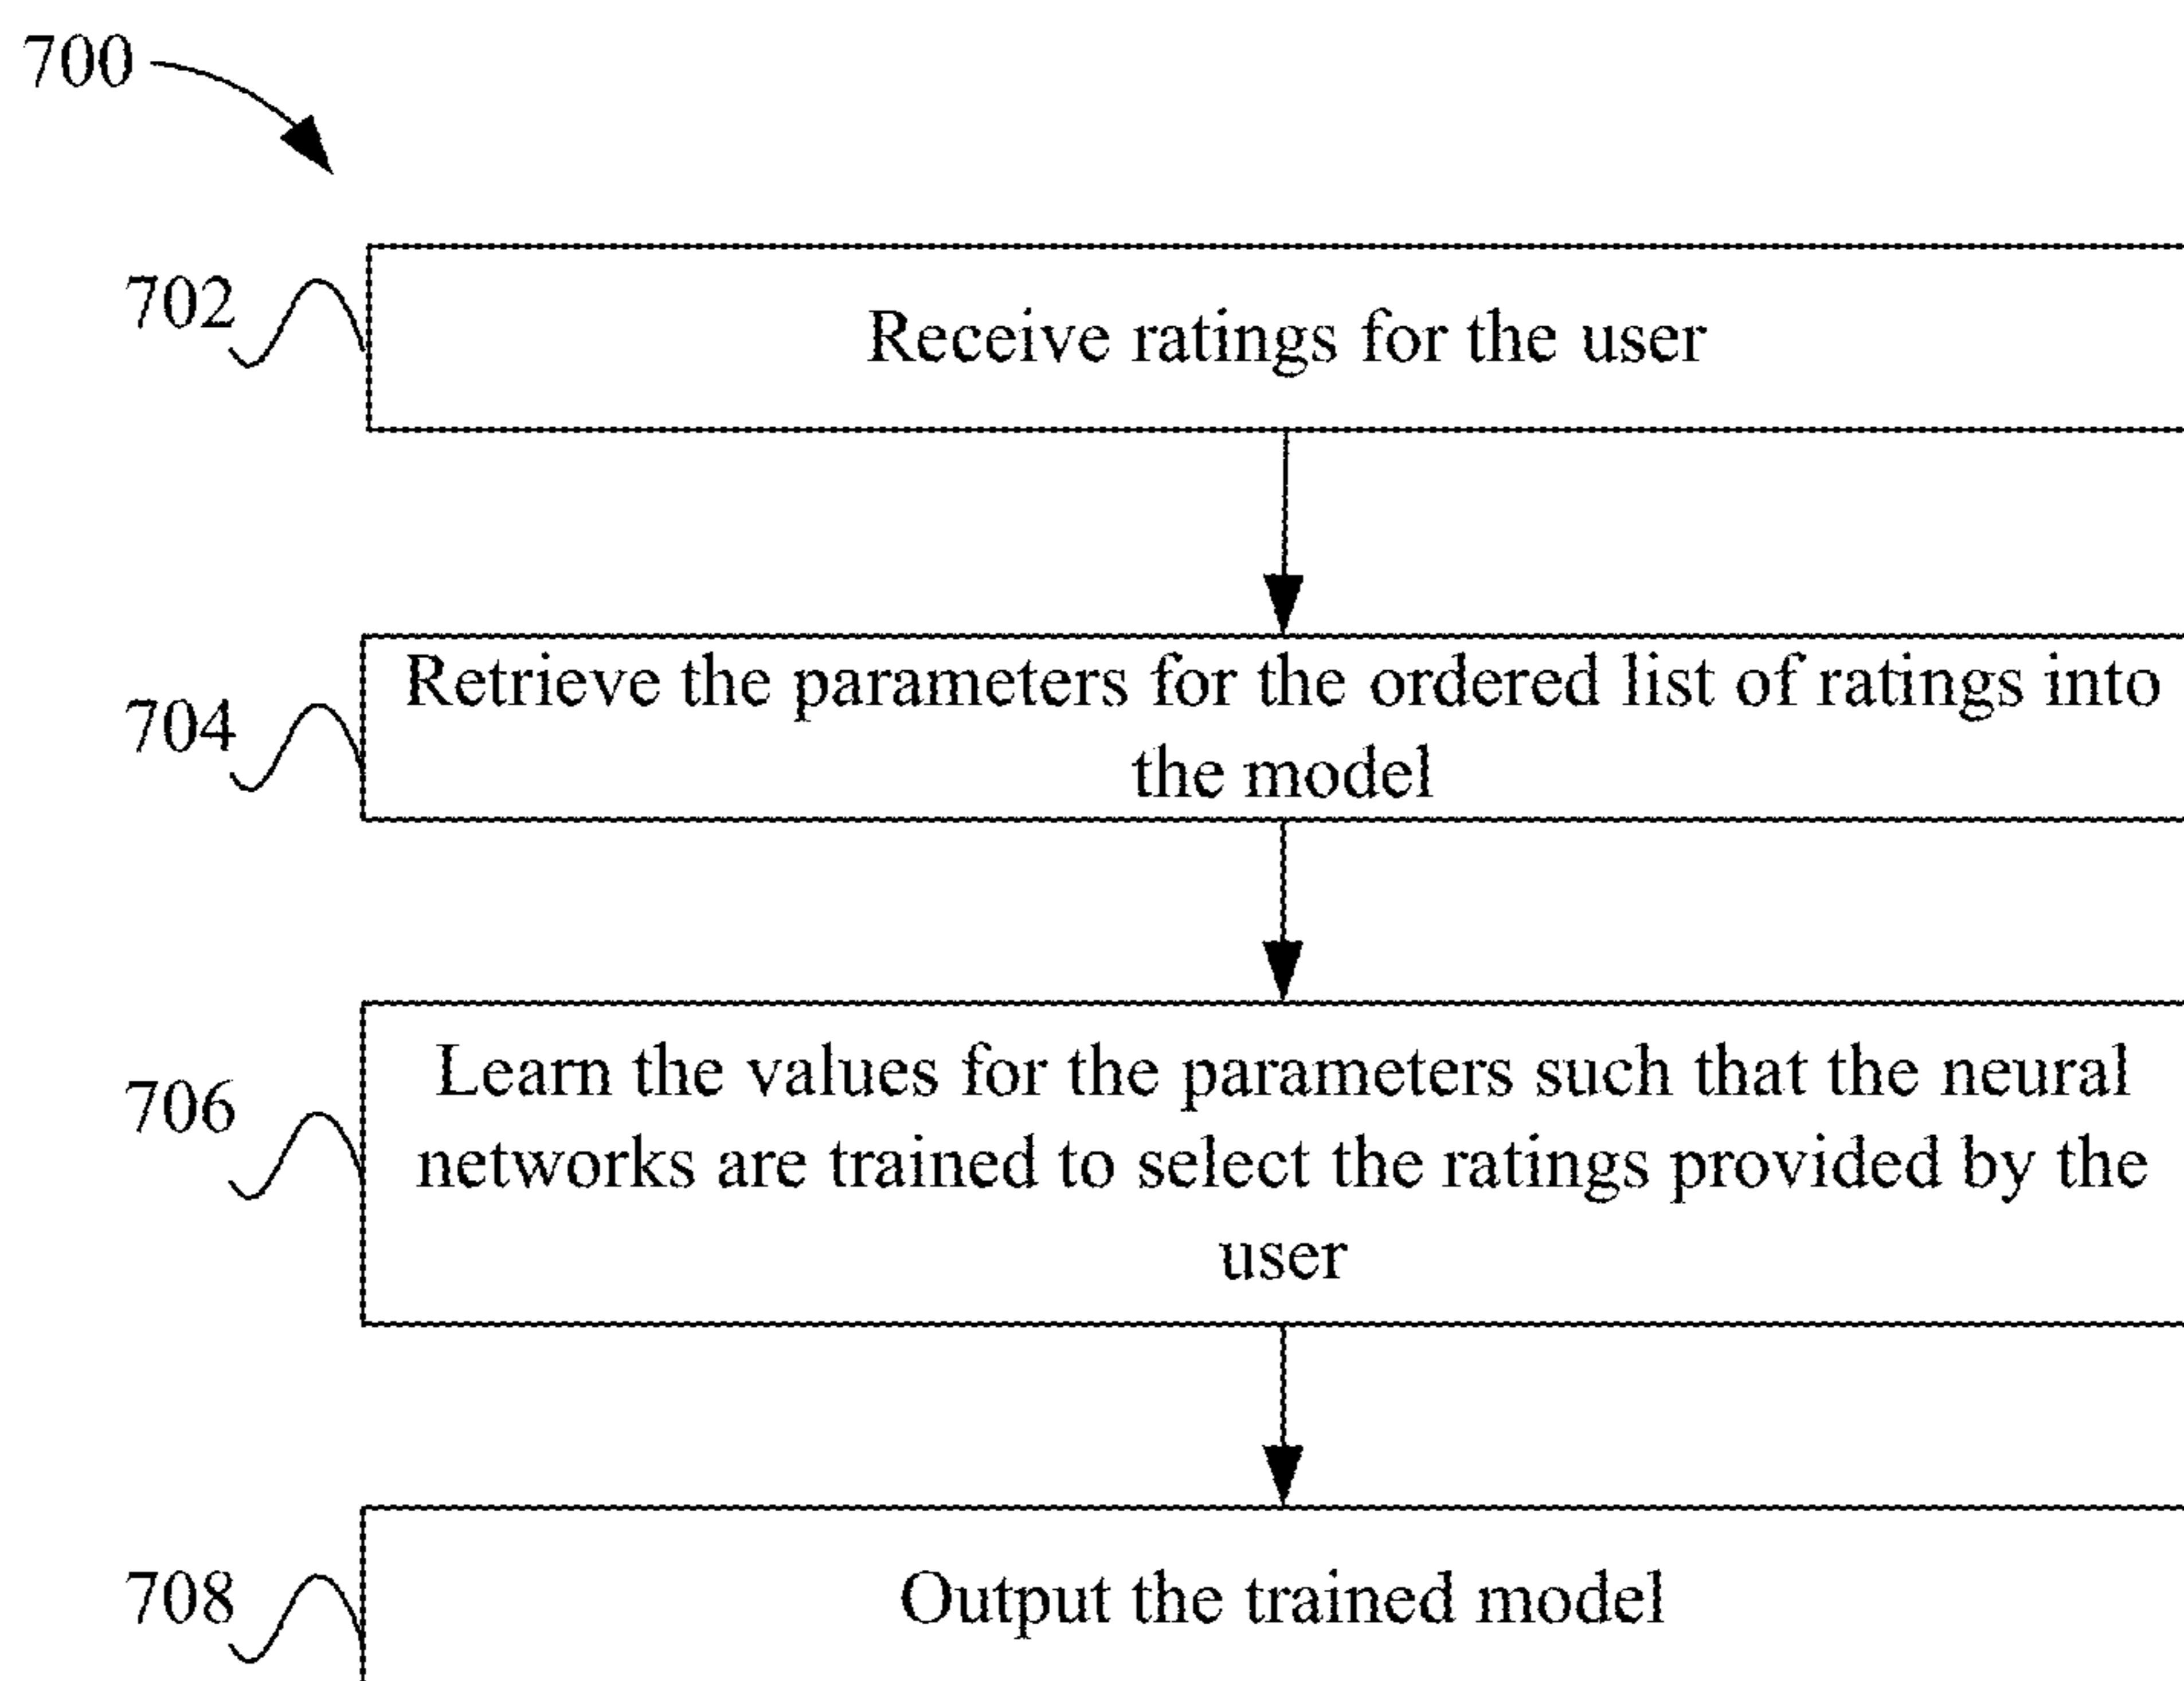 700
702
Receive ratings for the user
704
Retrieve the parameters for the ordered list of ratings into
the model
706
Learn the values for the parameters such that the neural
networks are trained to select the ratings provided by the
user
708
Output the trained model